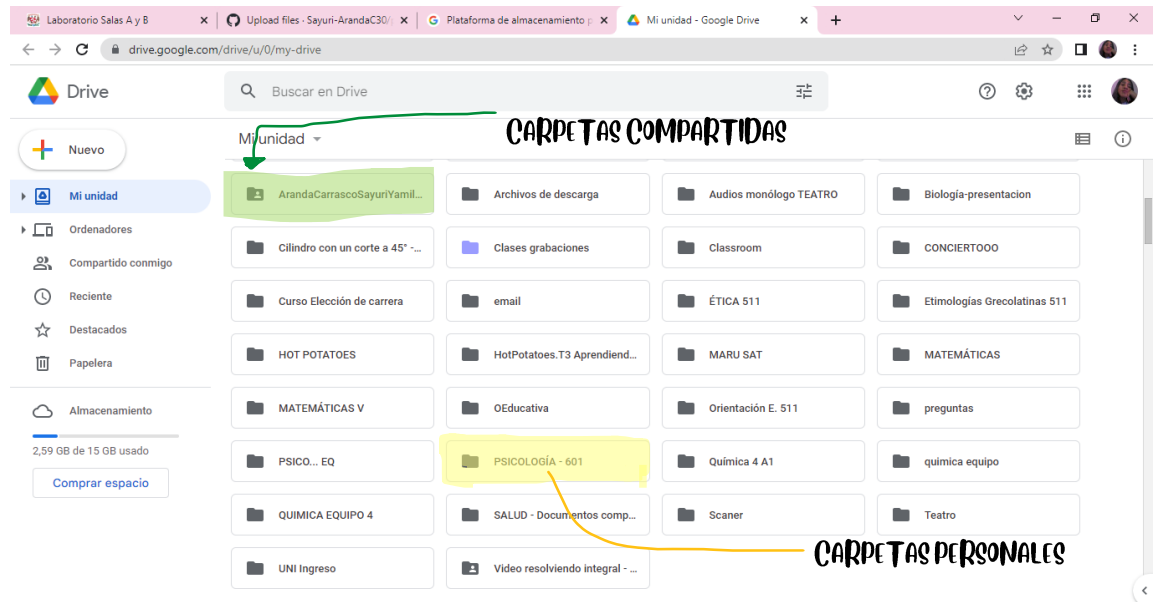 Laboratorio Salas A y B
Upload files · Sayuri-ArandaC30/
Plataforma de almacenamiento p
Mi unidad - Google Drive
drive.google.com/drive/u/0/my-drive
Drive
Buscar en Drive
Nuevo
Mi unidad
CARPETAS COMPARTIDAS
Mi unidad
Ordenadores
Compartido conmigo
Reciente
Destacados
Papelera
Almacenamiento
2,59 GB de 15 GB usado
Comprar espacio
ArandaCarrascoSayuriYamil...
Archivos de descarga
Audios monólogo TEATRO
Biología-presentacion
Cilindro con un corte a 45° -...
Clases grabaciones
Classroom
CONCIERTOOO
Curso Elección de carrera
email
ÉTICA 511
Etimologías Grecolatinas 511
HOT POTATOES
HotPotatoes.T3 Aprendiend...
MARU SAT
MATEMÁTICAS
MATEMÁTICAS V
OEducativa
Orientación E. 511
preguntas
PSICO... EQ
PSICOLOGÍA - 601
Química 4 A1
quimica equipo
QUIMICA EQUIPO 4
SALUD - Documentos comp...
Scaner
Teatro
UNI Ingreso
Video resolviendo integral - ...
CARPETAS PERSONALES